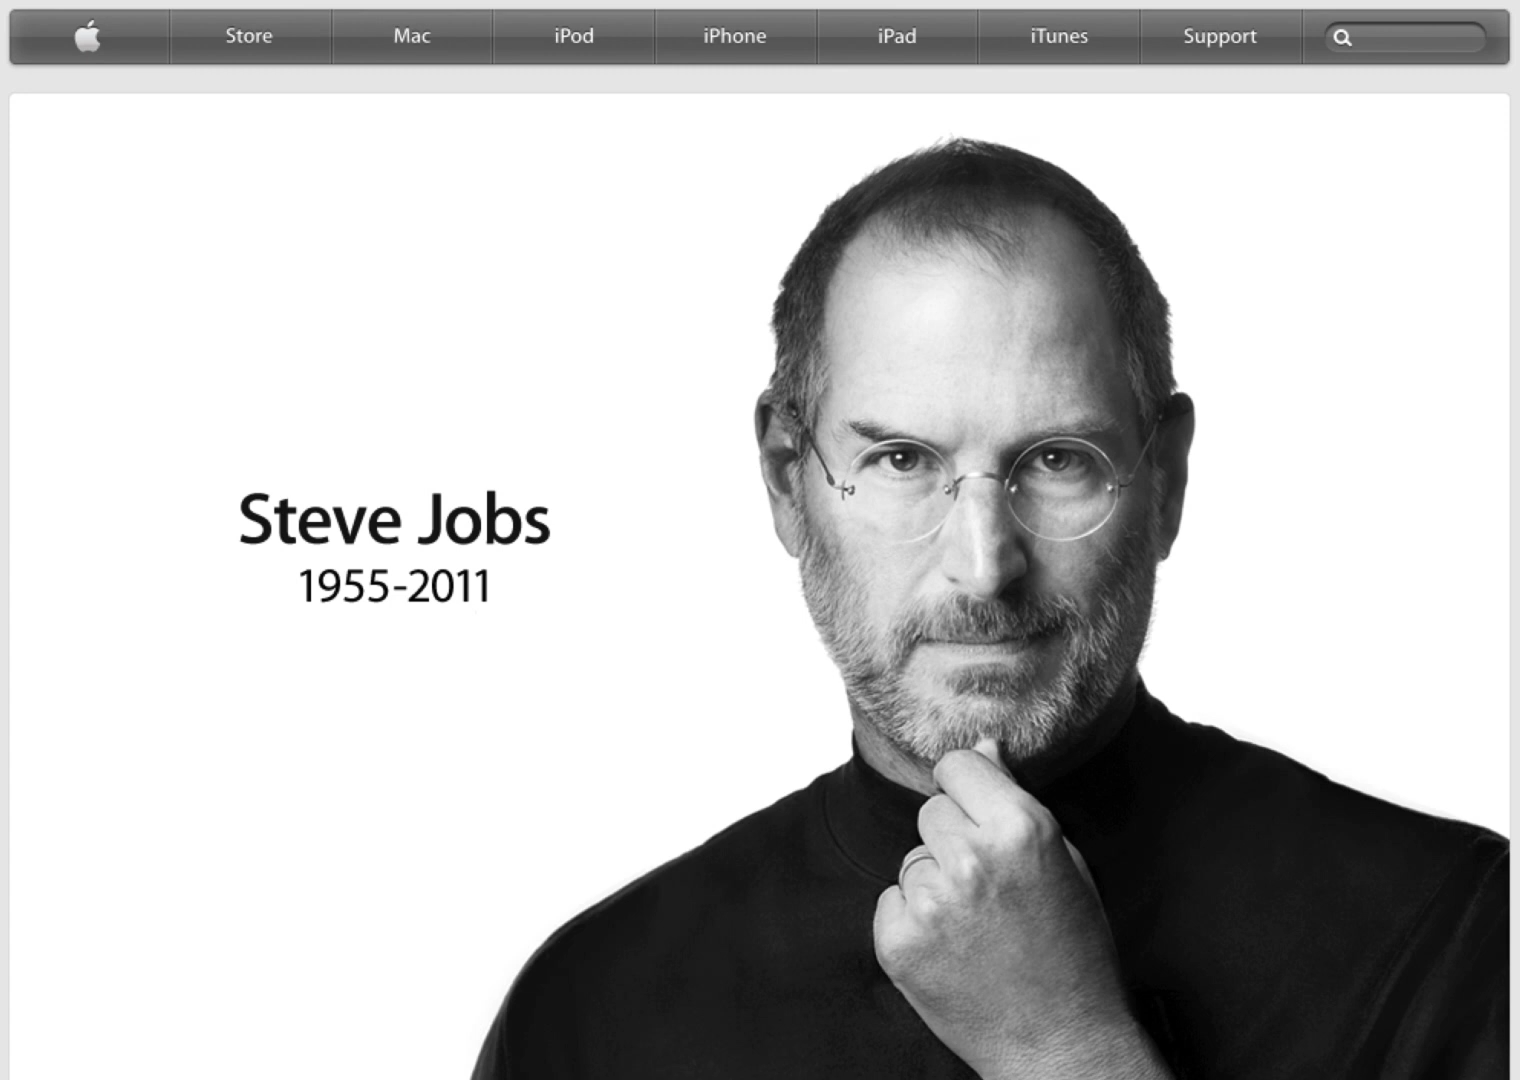 Store
Mac
iPod
iPhone
iPad
iTunes
Support
Steve Jobs
1955-2011